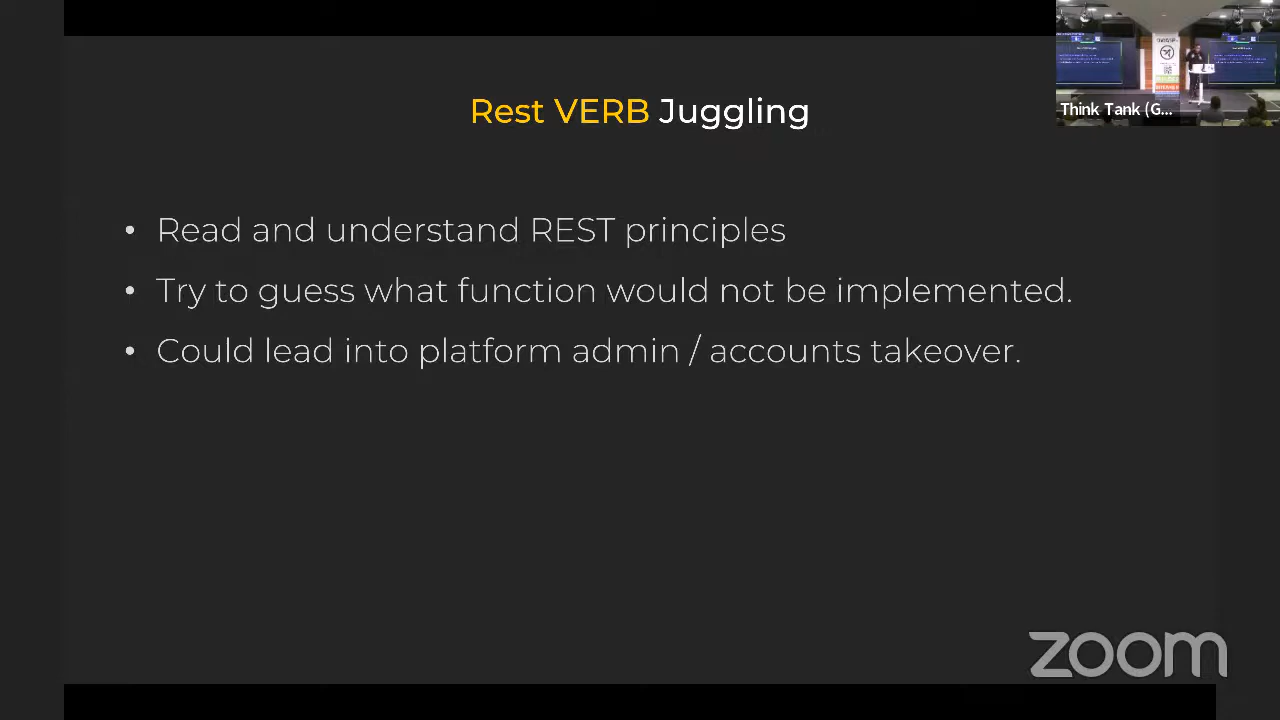 Rest VERB Juggling
Think Tank (G...
• Read and understand REST principles
• Try to guess what function would not be implemented.
• Could lead into platform admin / accounts takeover.
zoom